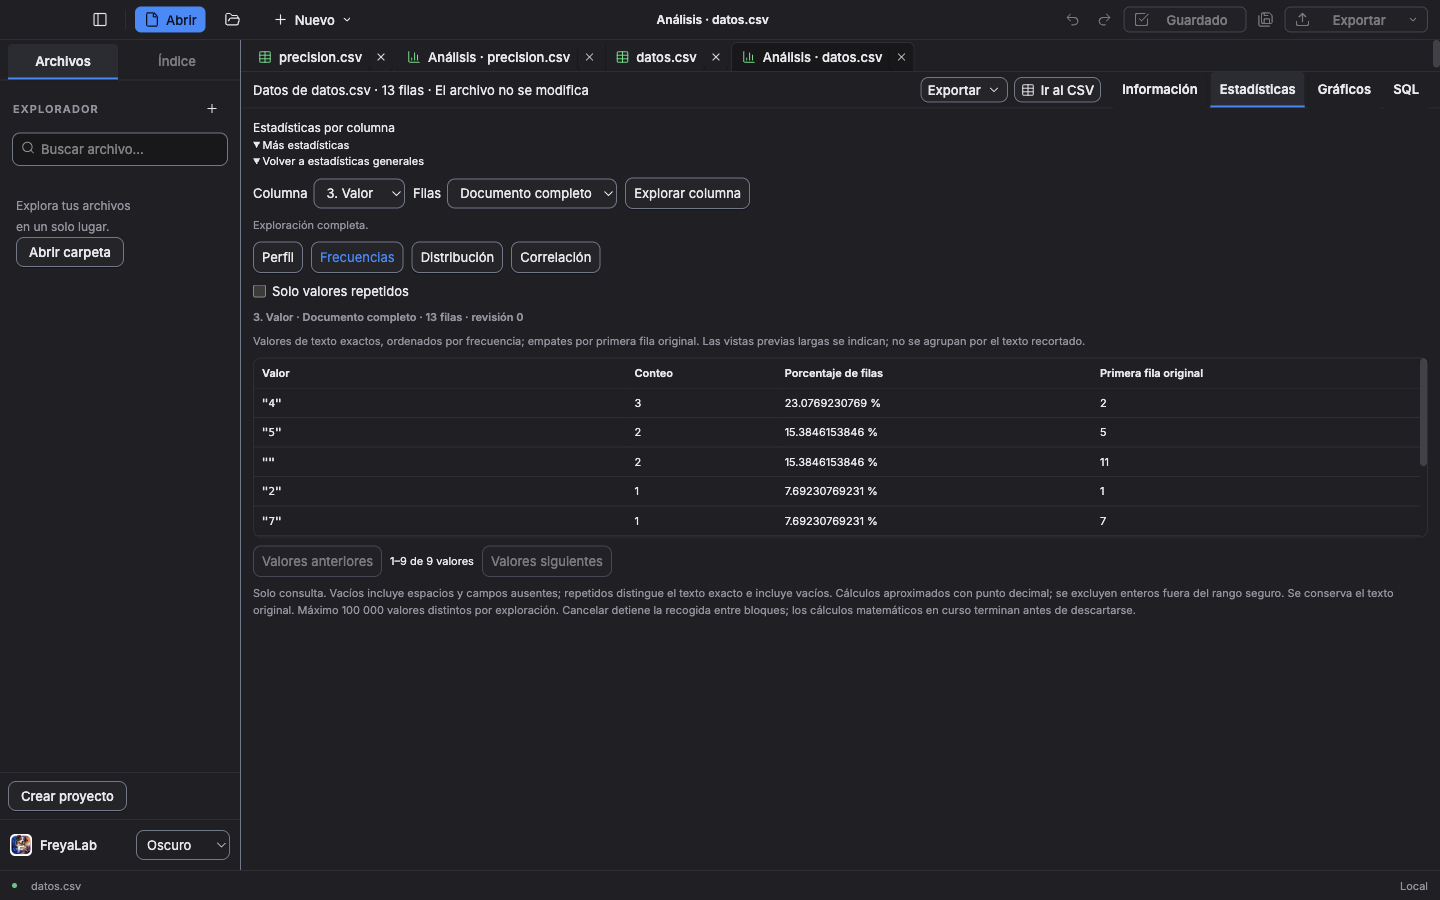 Abrir
Nuevo
Análisis · datos.csv
Guardado
Exportar
Archivos
Índice
precision.csv
Análisis · precision.csv
datos.csv
Análisis · datos.csv
EXPLORADOR
Buscar archivo...
Explora tus archivos
en un solo lugar.
Abrir carpeta
Datos de datos.csv · 13 filas · El archivo no se modifica
Exportar
Ir al CSV
Información
Estadísticas
Gráficos
SQL
Estadísticas por columna
Más estadísticas
Volver a estadísticas generales
Columna 3. Valor Filas Documento completo Explorar columna
Exploración completa.
Perfil Frecuencias Distribución Correlación
Solo valores repetidos
3. Valor · Documento completo · 13 filas · revisión 0
Valores de texto exactos, ordenados por frecuencia; empates por primera fila original. Las vistas previas largas se indican; no se agrupan por el texto recortado.
Valor Conteo Porcentaje de filas Primera fila original
"4" 3 23.0769230769 % 2
"5" 2 15.3846153846 % 5
"" 2 15.3846153846 % 11
"2" 1 7.69230769231 % 1
"7" 1 7.69230769231 % 7
Valores anteriores 1–9 de 9 valores Valores siguientes
Solo consulta. Vacíos incluye espacios y campos ausentes; repetidos distingue el texto exacto e incluye vacíos. Cálculos aproximados con punto decimal; se excluyen enteros fuera del rango seguro. Se conserva el texto
original. Máximo 100 000 valores distintos por exploración. Cancelar detiene la recogida entre bloques; los cálculos matemáticos en curso terminan antes de descartarse.
Crear proyecto
FreyaLab
Oscuro
datos.csv
Local